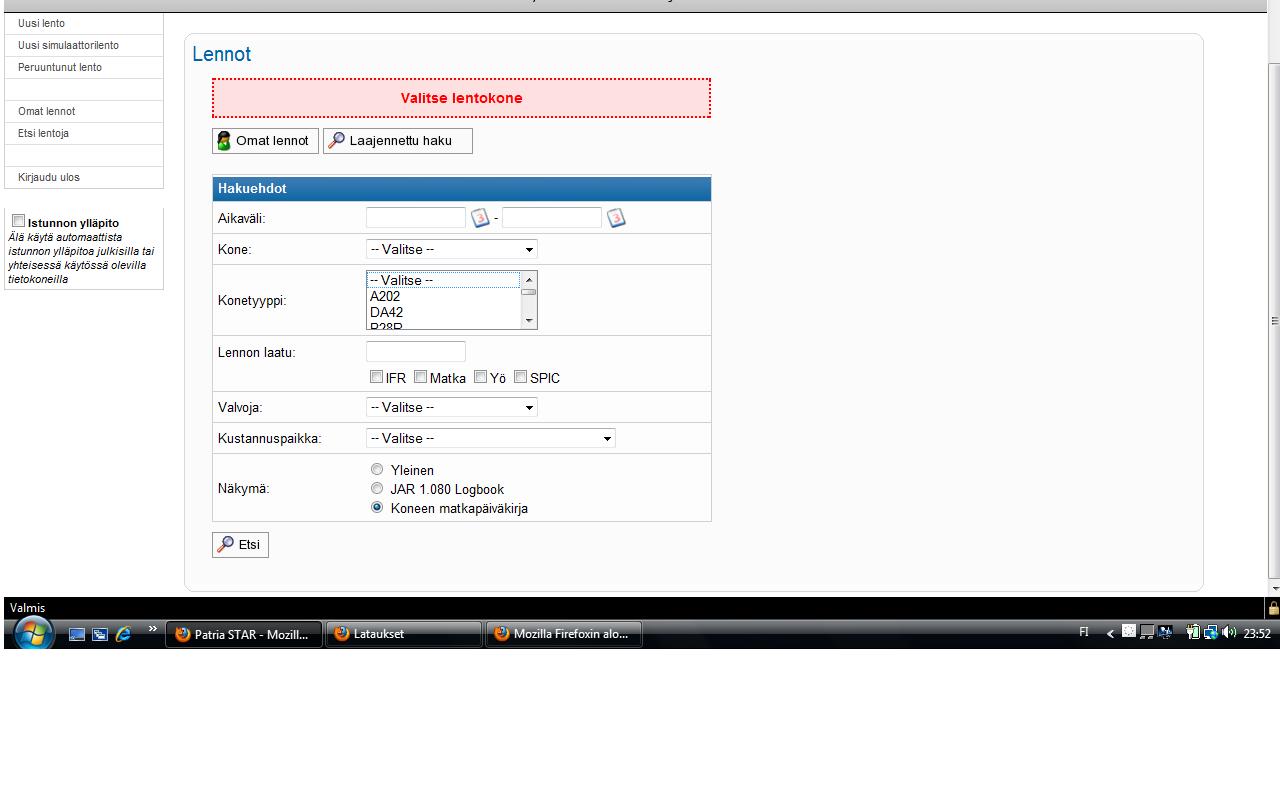 Uusi lento
Uusi simulaattorilento
Peruuntunut lento
Omat lennot
Etsi lentoja
Kirjaudu ulos
Istunnon ylläpito
Älä käytä automaattista
istunnon ylläpitoa julkisilla tai
yhteisessä käytössä olevilla
tietokoneilla
Lennot
Valitse lentokone
Omat lennot Laajennettu haku
Hakuehdot
Aikaväli: 3 - 3
Kone: -- Valitse --
Konetyyppi: -- Valitse --
A202
DA42
P28R
Lennon laatu:
IFR Matka Yö SPIC
Valvoja: -- Valitse --
Kustannuspaikka: -- Valitse --
Näkymä: Yleinen
JAR 1.080 Logbook
Koneen matkapäiväkirja
Etsi
Valmis
Patria STAR - Mozill... Lataukset Mozilla Firefoxin alo... FI 23:52